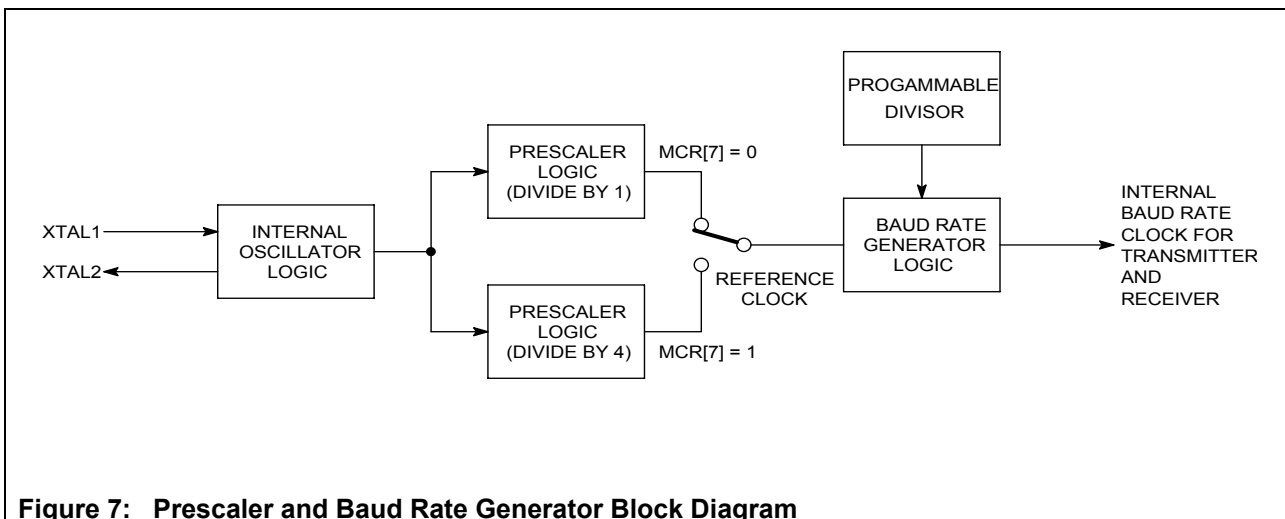 PROGAMMABLE
DIVISOR
PRESCALER
LOGIC
(DIVIDE BY 1)
MCR[7] = 0
XTAL1
XTAL2
INTERNAL
OSCILLATOR
LOGIC
BAUD RATE
GENERATOR
LOGIC
INTERNAL
BAUD RATE
CLOCK FOR
TRANSMITTER
AND
RECEIVER
REFERENCE
CLOCK
PRESCALER
LOGIC
(DIVIDE BY 4)
MCR[7] = 1
Figure 7: Prescaler and Baud Rate Generator Block Diagram